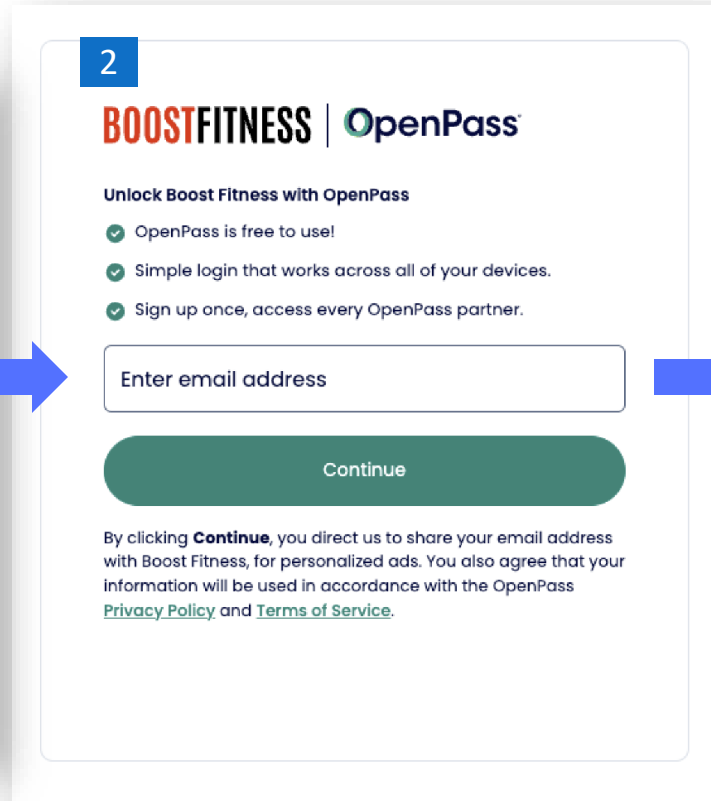 2
BOOSTFITNESS | OpenPass
Unlock Boost Fitness with OpenPass
OpenPass is free to use!
Simple login that works across all of your devices.
Sign up once, access every OpenPass partner.
Enter email address
Continue
By clicking Continue, you direct us to share your email address
with Boost Fitness, for personalized ads. You also agree that your
information will be used in accordance with the OpenPass
Privacy Policy and Terms of Service.